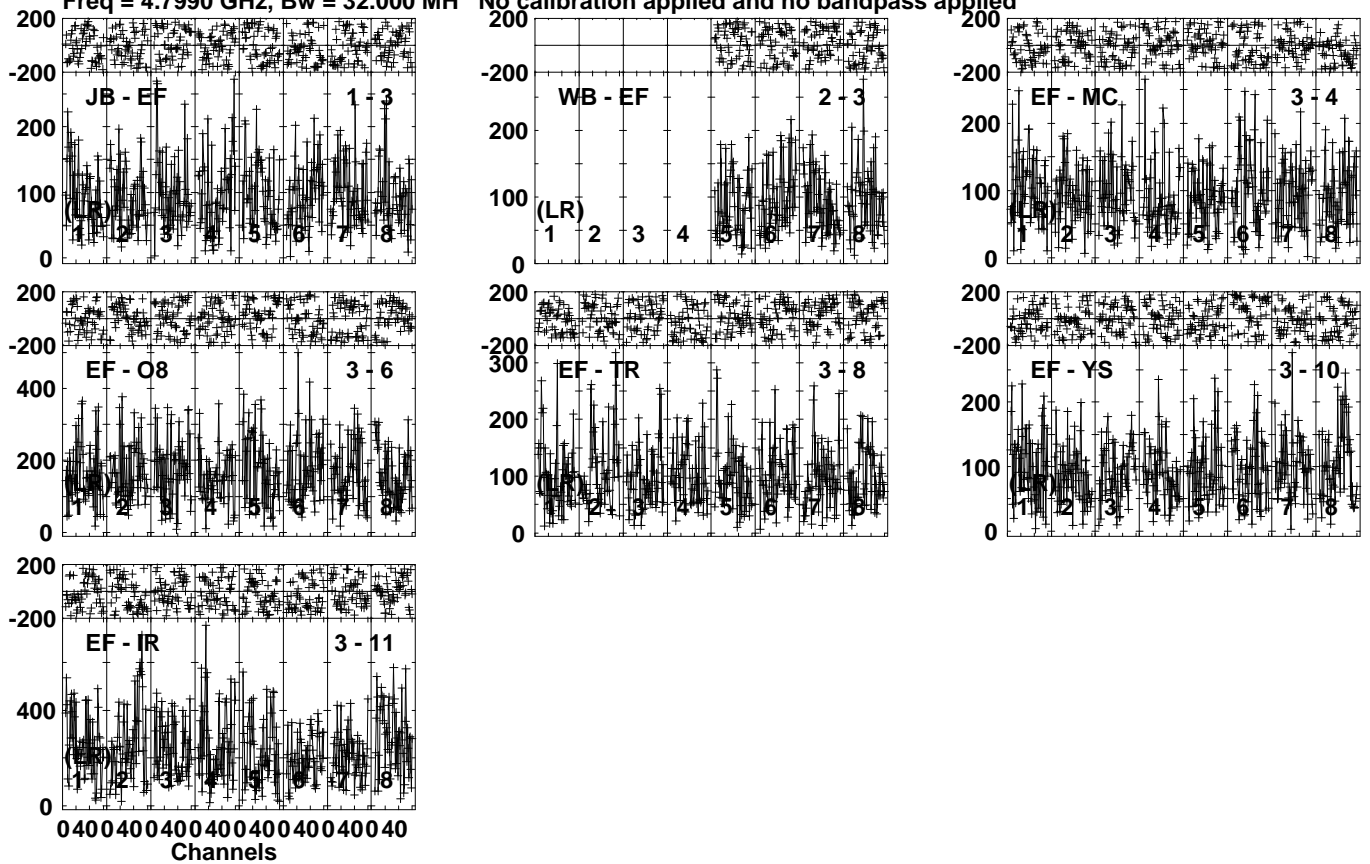 Freq = 4.7990 GHz, Bw = 32.000 MH No calibration applied and no bandpass applied
200 200 200
-200 -200 -200
JB - EF 1 - 3 WB - EF 2 - 3 EF - MC 3 - 4
200 200 200
100 100 100
(LR) (LR) (LR)
1 2 3 4 5 6 7 8 1 2 3 4 5 6 7 8 1 2 3 4 5 6 7 8
0 0 0
200 200 200
-200 -200 -200
EF - O8 3 - 6 EF - TR 3 - 8 EF - YS 3 - 10
400 300 200
200 200 100
100
(LR) (LR) (LR)
1 2 3 4 5 6 7 8 1 2 3 4 5 6 7 8 1 2 3 4 5 6 7 8
0 0 0
200
-200
EF - IR 3 - 11
400
(LR)
1 2 3 4 5 6 7 8
0
0 40 0 40 0 40 0 40 0 40 0 40 0 40 0 40
Channels